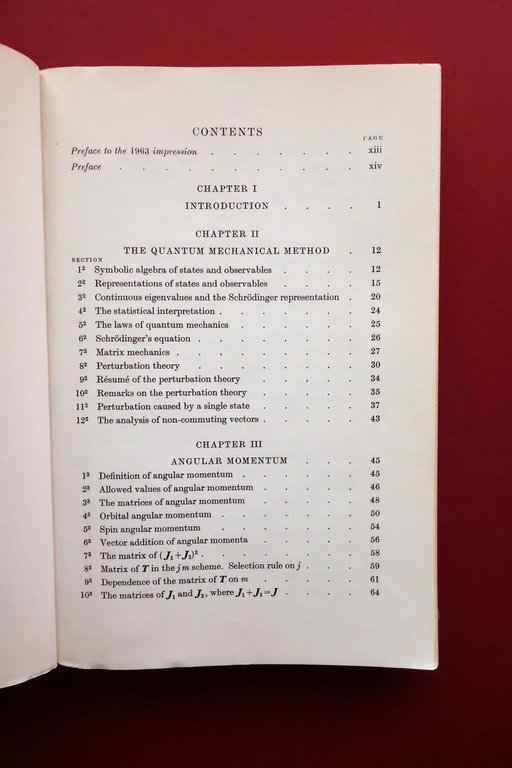 CONTENTS
PAGE
Preface to the 1963 impression . . . . . . . xiii
Preface . . . . . . . . . . . xiv
CHAPTER I
INTRODUCTION . . . . 1
CHAPTER II
THE QUANTUM MECHANICAL METHOD . 12
SECTION
1² Symbolic algebra of states and observables . . . . 12
2² Representations of states and observables . . . . 15
3² Continuous eigenvalues and the Schrödinger representation . 20
4² The statistical interpretation . . . . . . . 24
5² The laws of quantum mechanics . . . . . . 25
6² Schrödinger's equation . . . . . . . . 26
7² Matrix mechanics . . . . . . . . . 27
8² Perturbation theory . . . . . . . . 30
9² Résumé of the perturbation theory . . . . . 34
10² Remarks on the perturbation theory . . . . . 35
11² Perturbation caused by a single state . . . . . 37
12² The analysis of non-commuting vectors . . . . . 43
CHAPTER III
ANGULAR MOMENTUM . . . 45
1³ Definition of angular momentum . . . . . . 45
2³ Allowed values of angular momentum . . . . . 46
3³ The matrices of angular momentum . . . . . 48
4³ Orbital angular momentum . . . . . . . 50
5³ Spin angular momentum . . . . . . . 54
6³ Vector addition of angular momenta . . . . . 56
7³ The matrix of (J₁+J₂)² . . . . . . . . 58
8³ Matrix of T in the jm scheme. Selection rule on j . . . 59
9³ Dependence of the matrix of T on m . . . . . 61
10³ The matrices of J₁ and J₂, where J₁+J₂=J . . . . 64